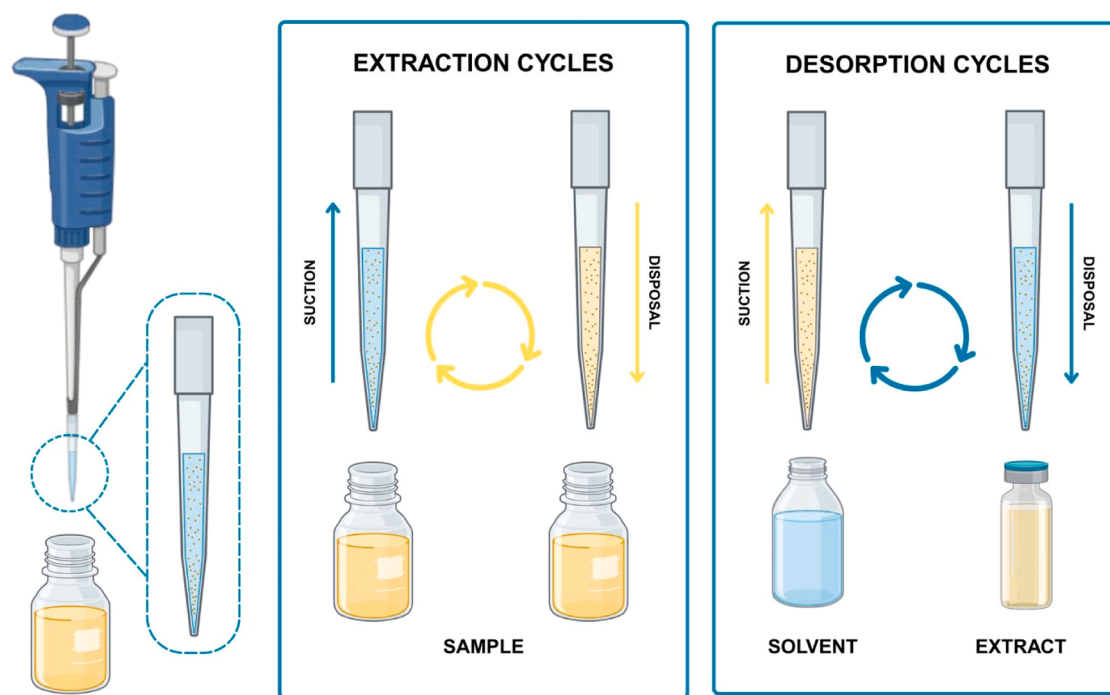 EXTRACTION CYCLES
SUCTION
DISPOSAL
SAMPLE
DESORPTION CYCLES
SUCTION
DISPOSAL
SOLVENT
EXTRACT